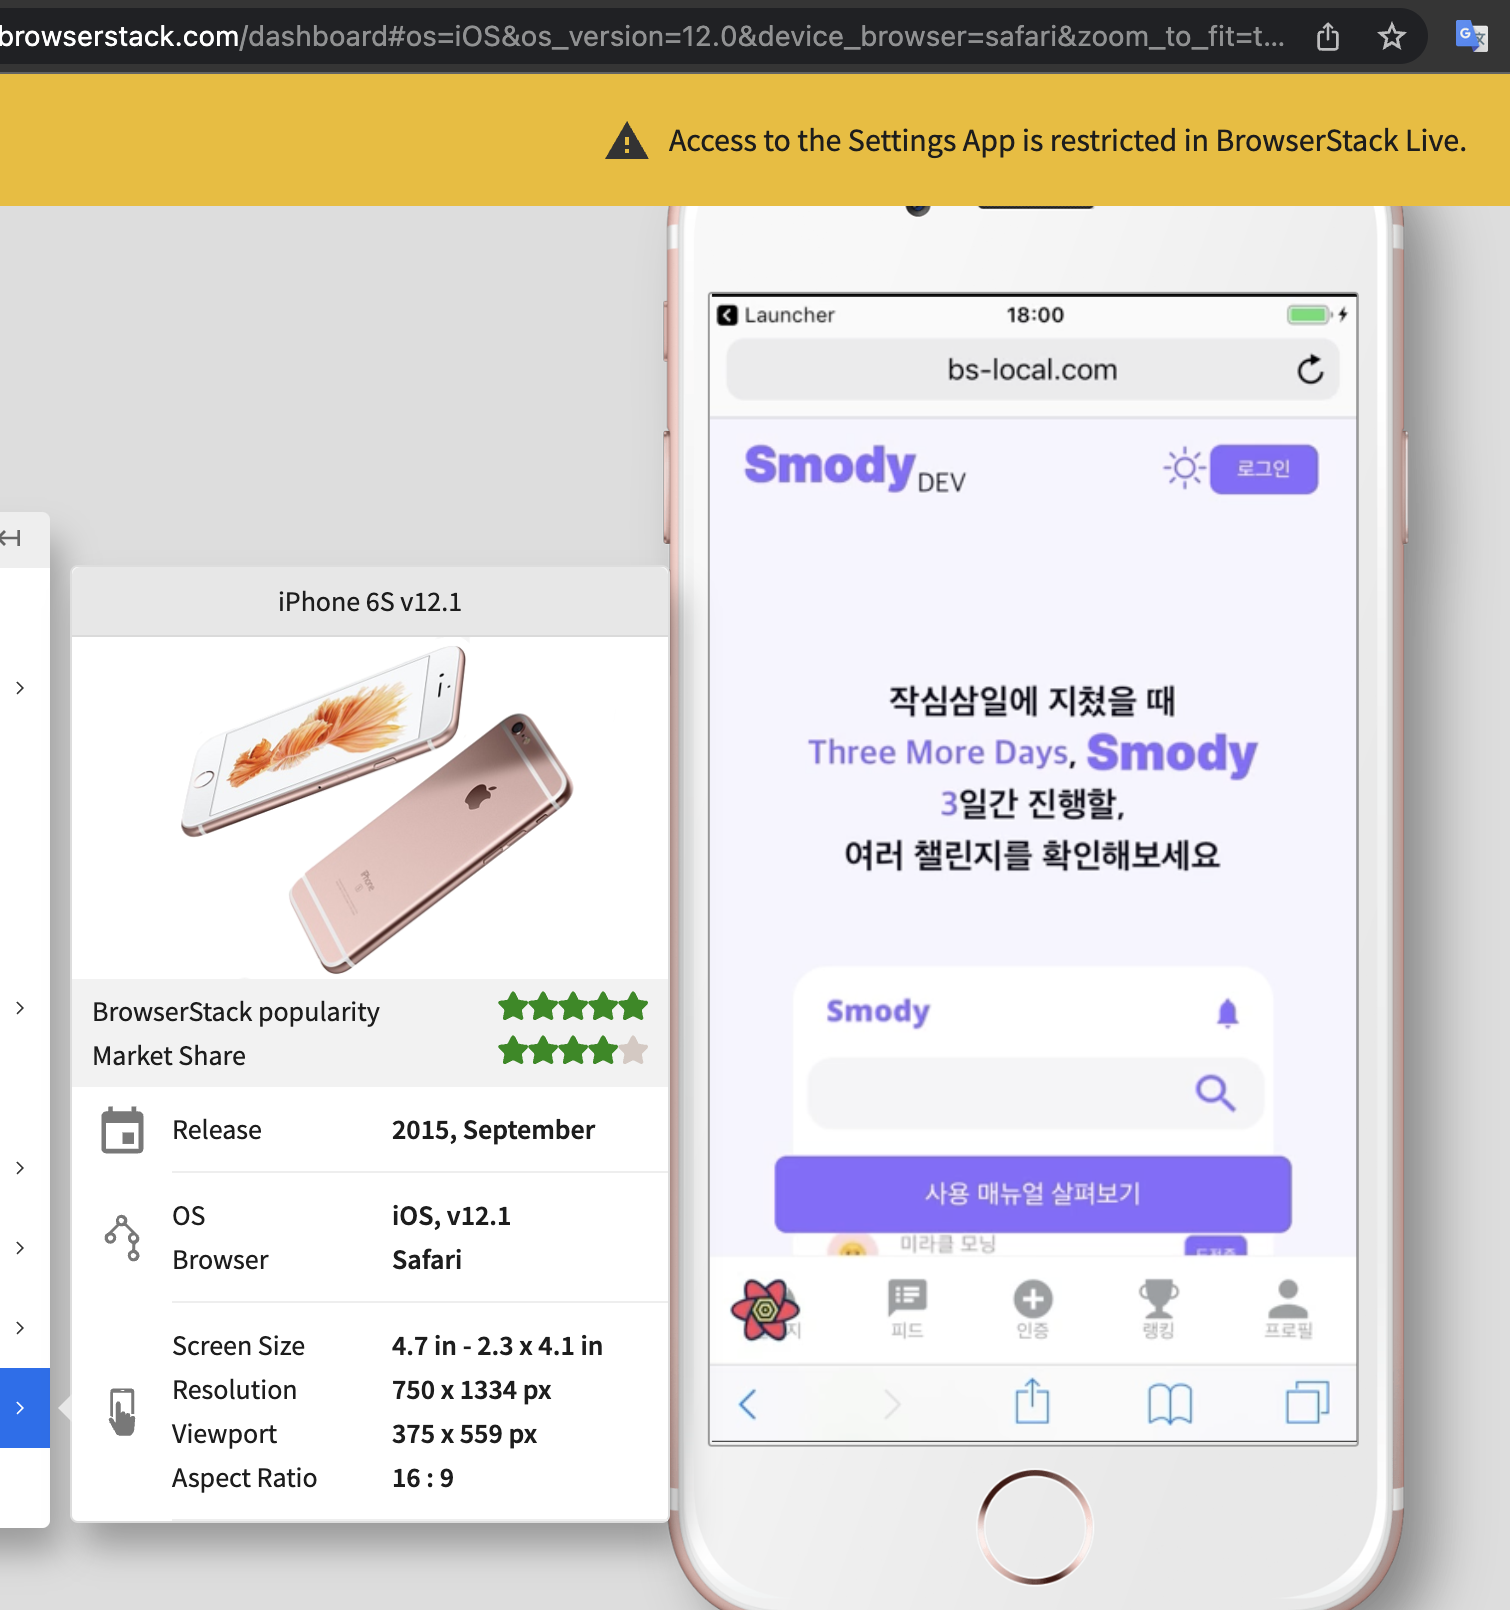 browserstack.com/dashboard#os=iOS&os_version=12.0&device_browser=safari&zoom_to_fit=t...
Access to the Settings App is restricted in BrowserStack Live.
iPhone 6S v12.1
BrowserStack popularity
Market Share
Release 2015, September
OS iOS, v12.1
Browser Safari
Screen Size 4.7 in - 2.3 x 4.1 in
Resolution 750 x 1334 px
Viewport 375 x 559 px
Aspect Ratio 16 : 9
Launcher 18:00
bs-local.com
Smody DEV 로그인
작심삼일에 지쳤을 때
Three More Days, Smody
3일간 진행할,
여러 챌린지를 확인해보세요
Smody
사용 매뉴얼 살펴보기
미라클 모닝
피드 인증 랭킹 프로필